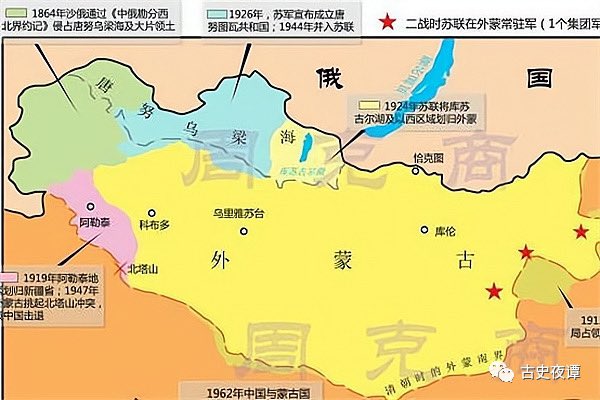 1864年沙俄通过《中俄勘分西
北界约记》侵占唐努乌梁海及大片领土
1926年，苏军宣布成立唐
努图瓦共和国；1944年并入苏联
二战时苏联在外蒙常驻军（1个集团军
俄 国
贝加尔湖
1924年苏联将库苏
古尔湖及以西区域划归外蒙
唐 努 乌 梁 海
库苏古尔湖
恰克图
周克商
阿勒泰
科布多
乌里雅苏台
库伦
外 蒙 古
北塔山
1919年阿勒泰地
划归新疆省；1947年
蒙古挑起北塔山冲突，
中国击退
191
局占领
周克商
清朝时的外蒙南界
古史夜谭
1962年中国与蒙古国